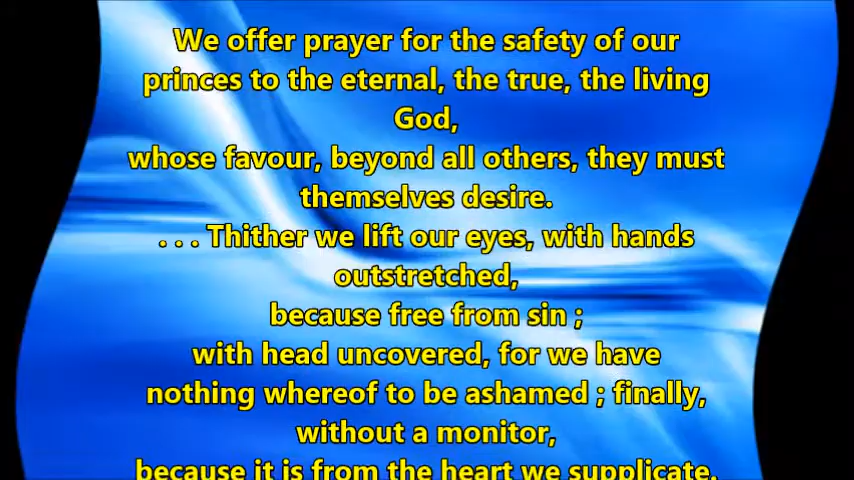 We offer prayer for the safety of our
princes to the eternal, the true, the living
God,
whose favour, beyond all others, they must
themselves desire.
. . . Thither we lift our eyes, with hands
outstretched,
because free from sin ;
with head uncovered, for we have
nothing whereof to be ashamed ; finally,
without a monitor,
because it is from the heart we supplicate.